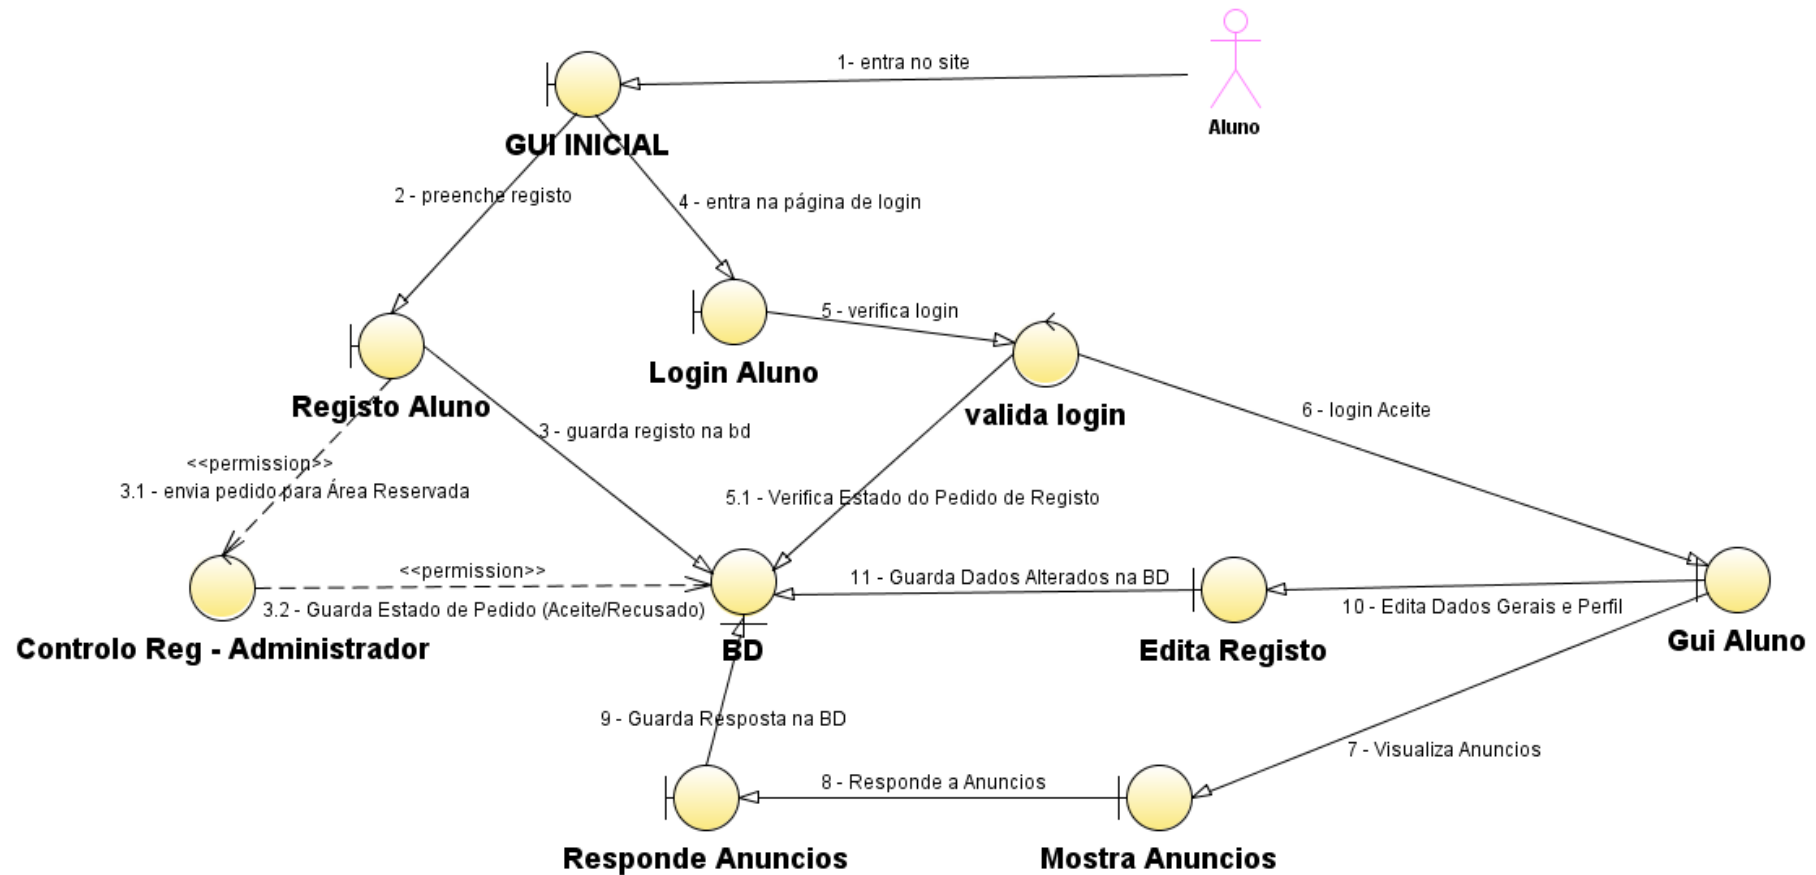 1- entra no site
Aluno
GUI INICIAL
2 - preenche registo
4 - entra na página de login
5 - verifica login
Login Aluno
Registo Aluno
valida login
6 - login Aceite
3 - guarda registo na bd
<<permission>>
3.1 - envia pedido para Área Reservada
5.1 - Verifica Estado do Pedido de Registo
<<permission>>
3.2 - Guarda Estado de Pedido (Aceite/Recusado)
11 - Guarda Dados Alterados na BD
10 - Edita Dados Gerais e Perfil
Controlo Reg - Administrador
BD
Edita Registo
Gui Aluno
9 - Guarda Resposta na BD
7 - Visualiza Anuncios
8 - Responde a Anuncios
Responde Anuncios
Mostra Anuncios